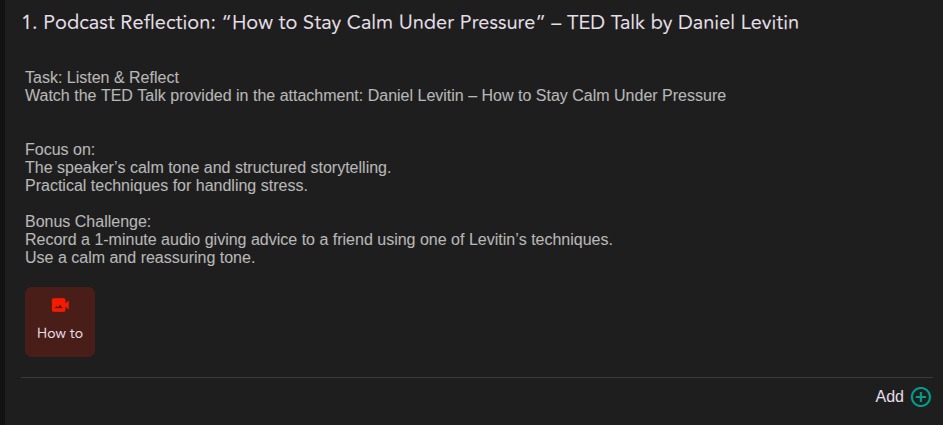 1. Podcast Reflection: “How to Stay Calm Under Pressure” – TED Talk by Daniel Levitin
Task: Listen & Reflect
Watch the TED Talk provided in the attachment: Daniel Levitin – How to Stay Calm Under Pressure
Focus on:
The speaker’s calm tone and structured storytelling.
Practical techniques for handling stress.
Bonus Challenge:
Record a 1-minute audio giving advice to a friend using one of Levitin’s techniques.
Use a calm and reassuring tone.
How to
Add